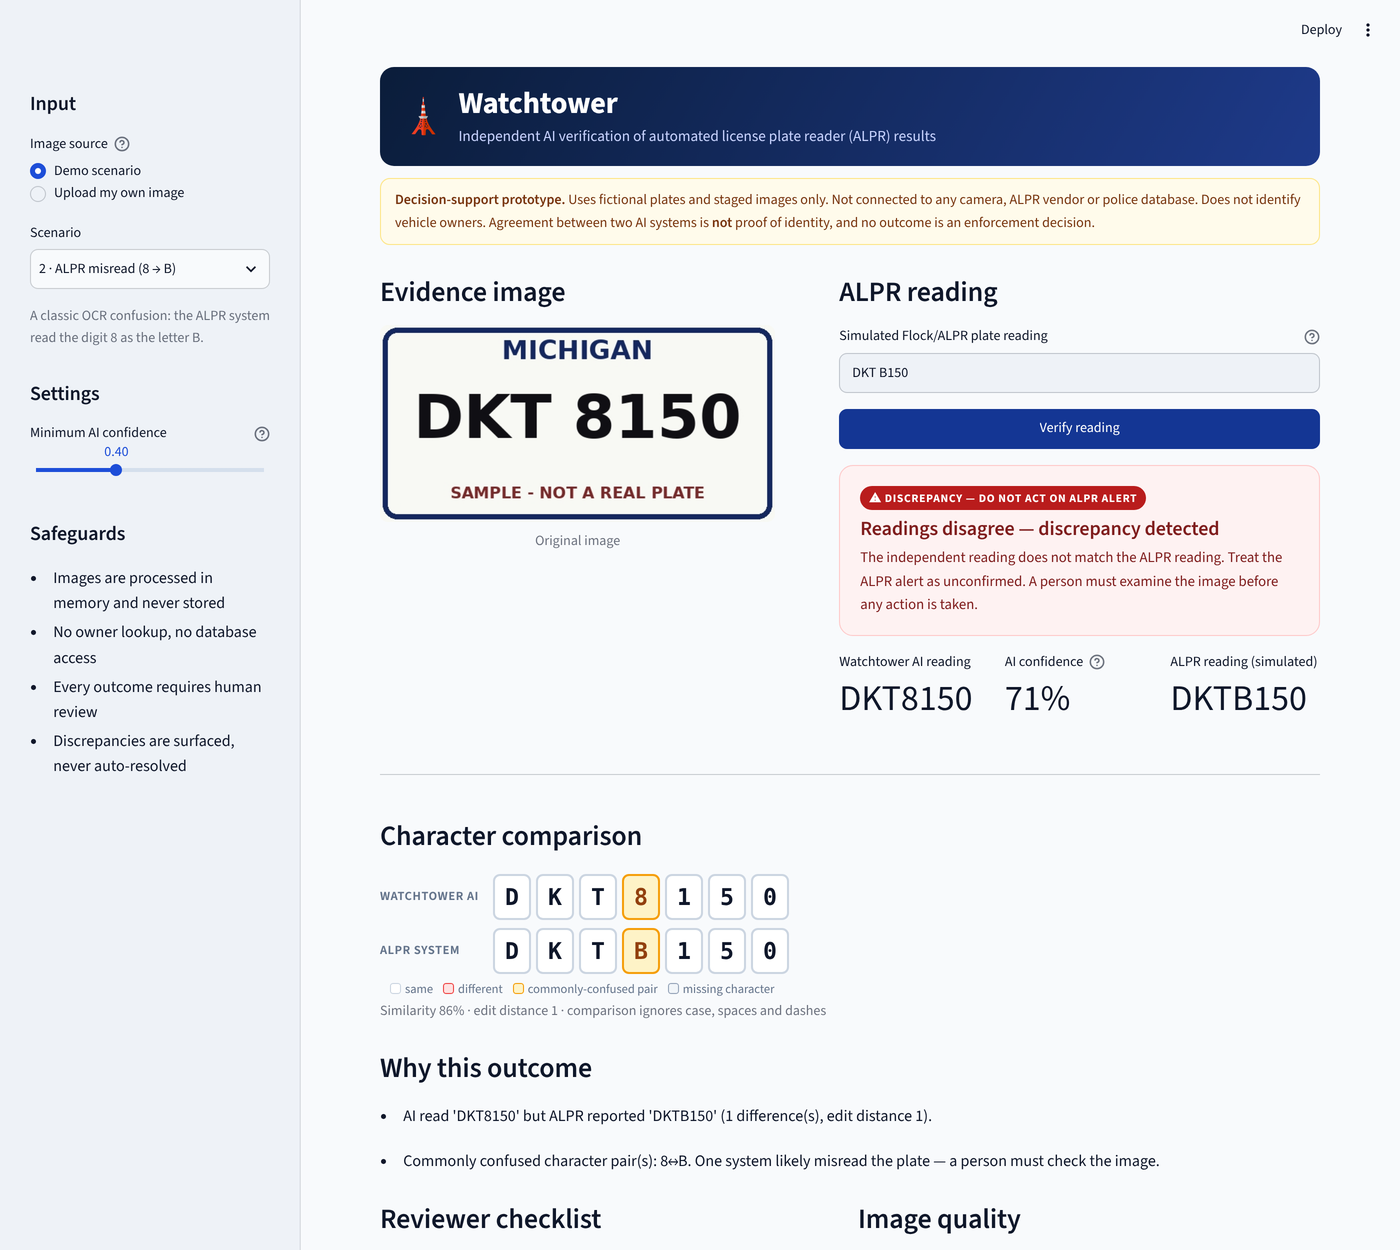 Deploy
Input
Image source
Demo scenario
Upload my own image
Scenario
2 · ALPR misread (8 → B)
A classic OCR confusion: the ALPR system
read the digit 8 as the letter B.
Settings
Minimum AI confidence
0.40
Safeguards
• Images are processed in
memory and never stored
• No owner lookup, no database
access
• Every outcome requires human
review
• Discrepancies are surfaced,
never auto-resolved
Watchtower
Independent AI verification of automated license plate reader (ALPR) results
Decision-support prototype. Uses fictional plates and staged images only. Not connected to any camera, ALPR vendor or police database. Does not identify
vehicle owners. Agreement between two AI systems is not proof of identity, and no outcome is an enforcement decision.
Evidence image
MICHIGAN
DKT 8150
SAMPLE - NOT A REAL PLATE
Original image
ALPR reading
Simulated Flock/ALPR plate reading
DKT B150
Verify reading
⚠ DISCREPANCY — DO NOT ACT ON ALPR ALERT
Readings disagree — discrepancy detected
The independent reading does not match the ALPR reading. Treat the
ALPR alert as unconfirmed. A person must examine the image before
any action is taken.
Watchtower AI reading
DKT8150
AI confidence
71%
ALPR reading (simulated)
DKTB150
Character comparison
WATCHTOWER AI D K T 8 1 5 0
ALPR SYSTEM D K T B 1 5 0
same different commonly-confused pair missing character
Similarity 86% · edit distance 1 · comparison ignores case, spaces and dashes
Why this outcome
• AI read 'DKT8150' but ALPR reported 'DKTB150' (1 difference(s), edit distance 1).
• Commonly confused character pair(s): 8↔B. One system likely misread the plate — a person must check the image.
Reviewer checklist
Image quality